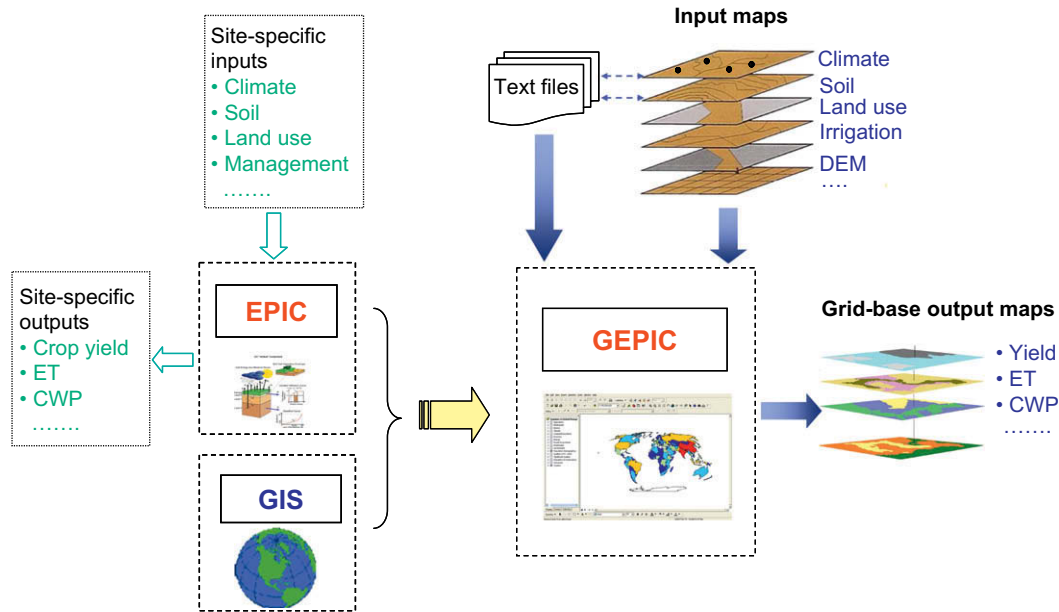 Site-specific
inputs
• Climate
• Soil
• Land use
• Management
.......
Input maps
Text files
Climate
Soil
Land use
Irrigation
DEM
....
Site-specific
outputs
• Crop yield
• ET
• CWP
.......
EPIC
GIS
GEPIC
Grid-base output maps
• Yield
• ET
• CWP
.......